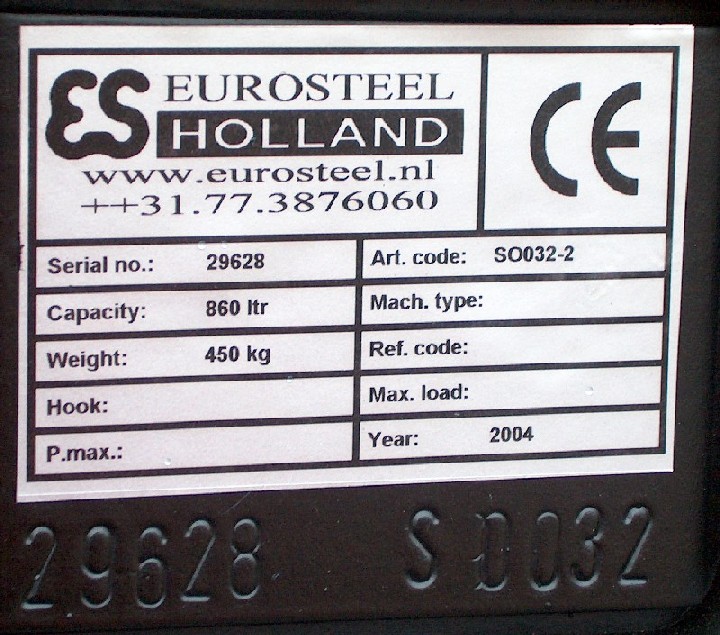 ES EUROSTEEL
HOLLAND
www.eurosteel.nl
++31.77.3876060
CE
Serial no.: 29628 Art. code: SO032-2
Capacity: 860 ltr Mach. type:
Weight: 450 kg Ref. code:
Hook: Max. load:
P.max.: Year: 2004
29628 SO032